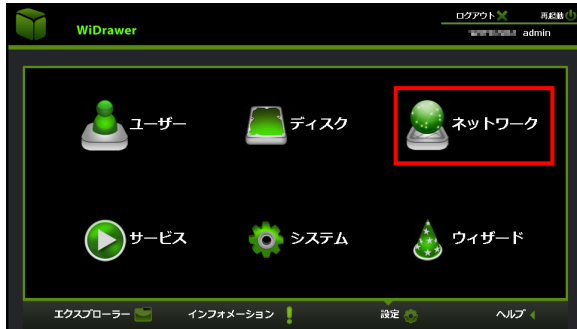 ログアウト 再起動
WiDrawer
admin
ユーザー ディスク ネットワーク
サービス システム ウィザード
エクスプローラー インフォメーション 設定 ヘルプ